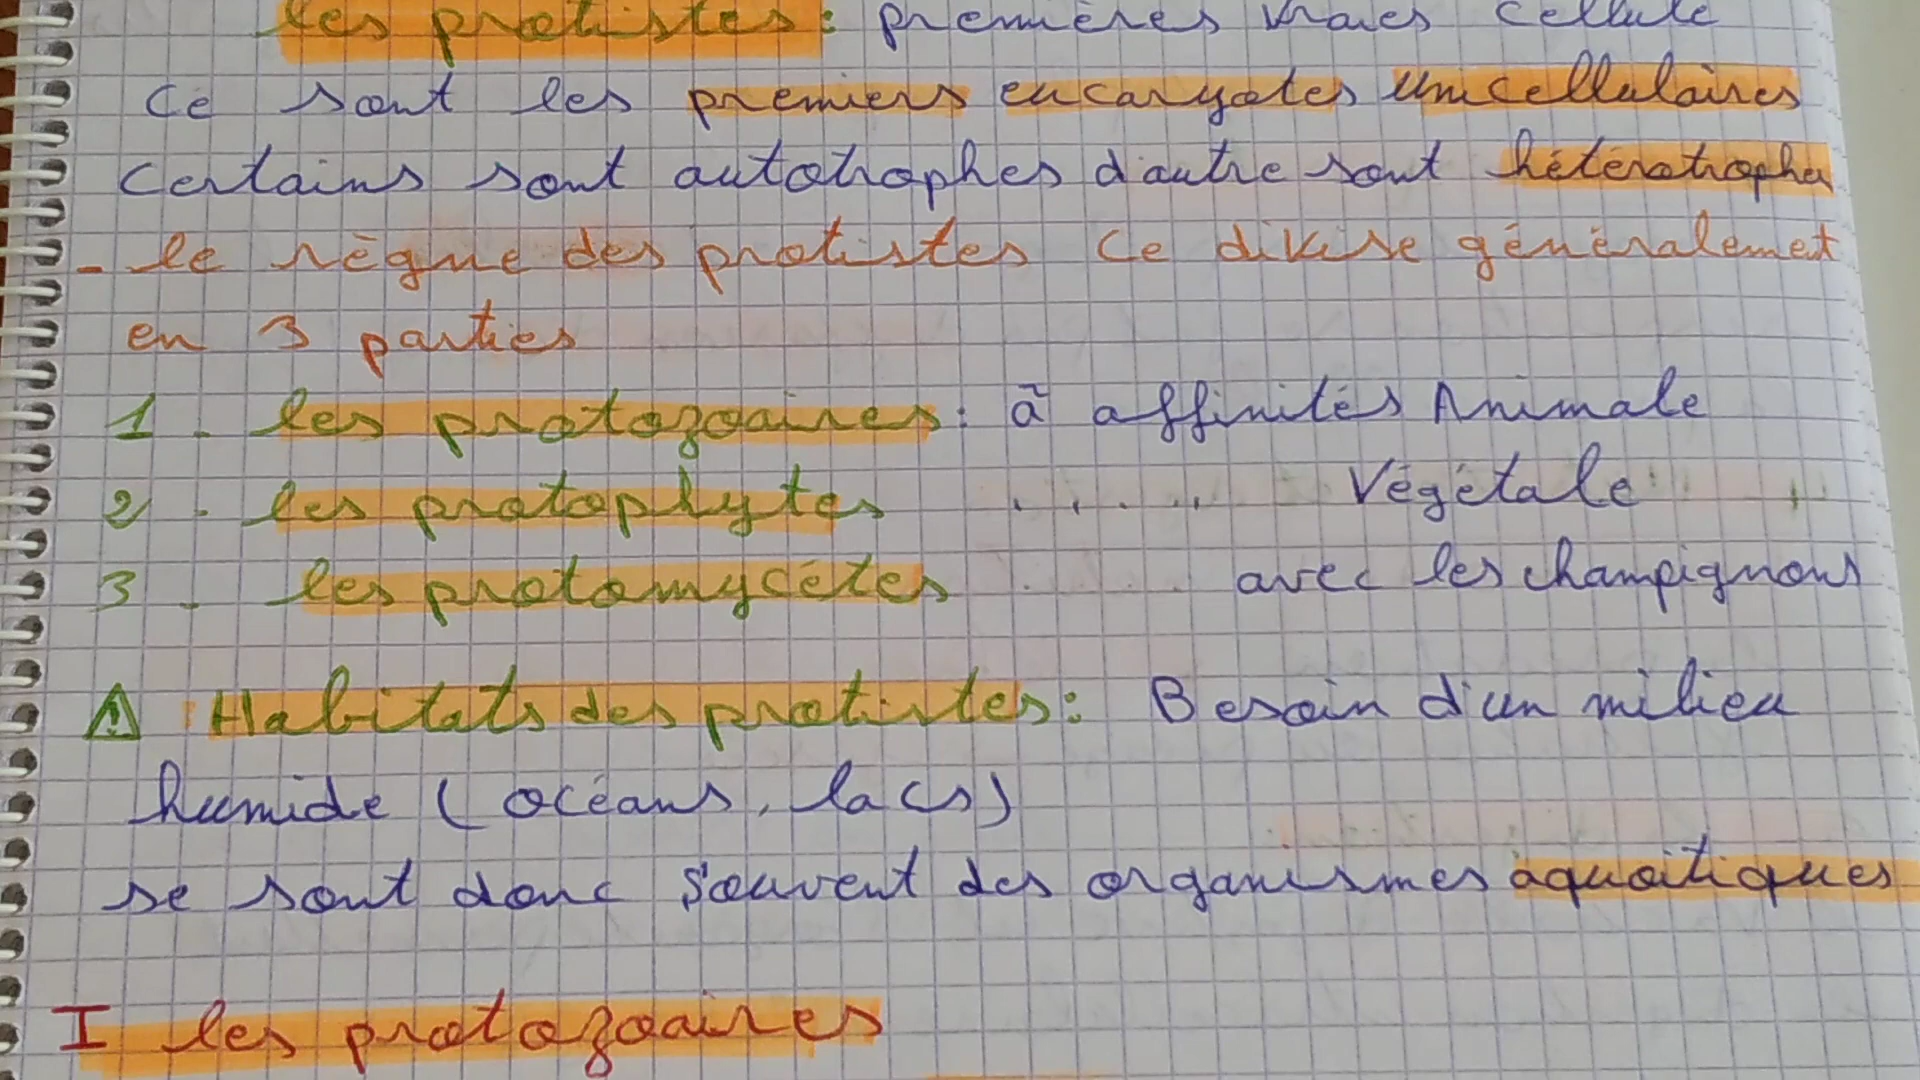 les protistes: premières vraies cellule
Ce sont les premiers eucaryotes unicellulaires
Certains sont autotrophes d'autre sont hétérotrophes
- le règne des protistes ce divise généralemet
en 3 parties
1 - les protozoaires: à affinités Animale
2 - les protophytes ..... Végétale
3 - les protomycètes ..... avec les champignons
⚠ : Habitats des protistes: Besoin d'un milieu
humide (océans, lacs)
se sont donc souvent des organismes aquatiques
I les protozoaires